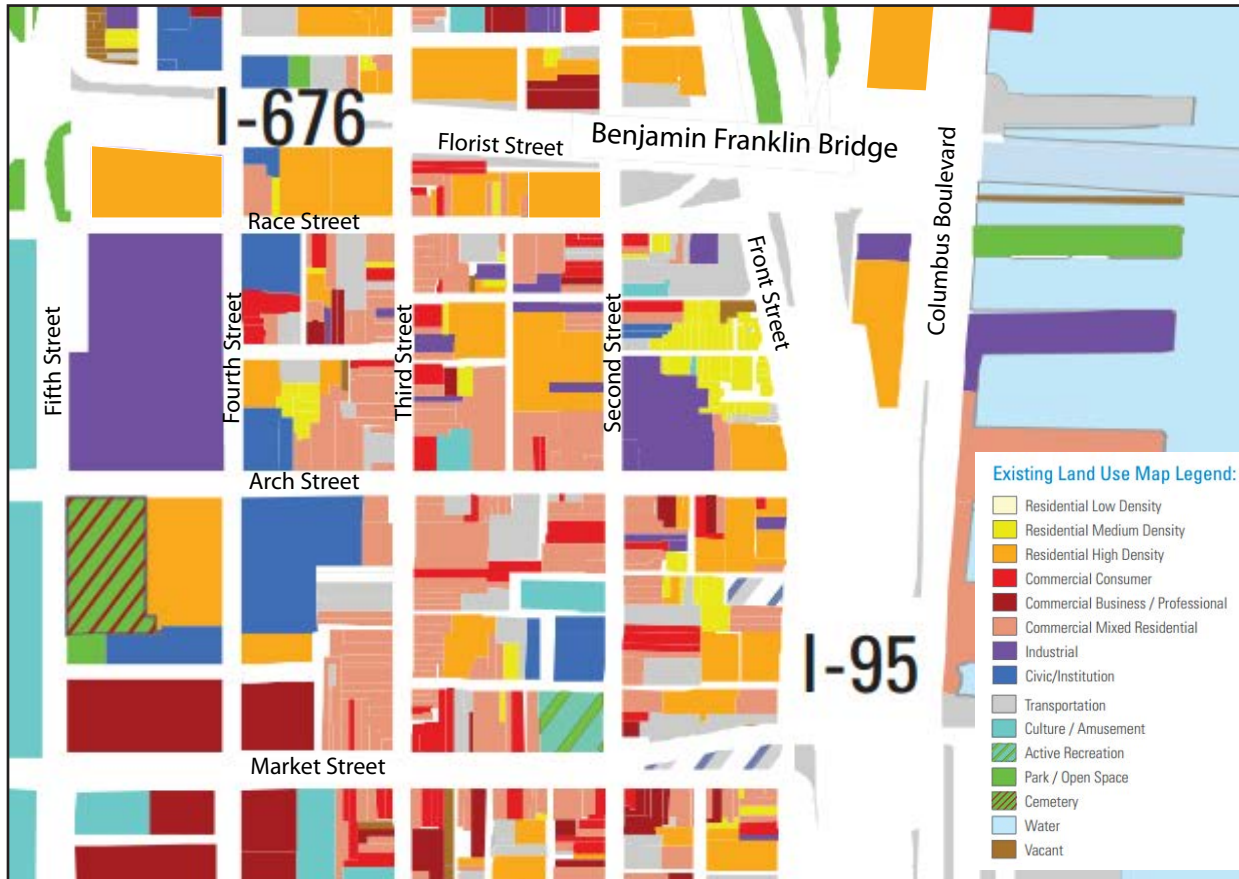 I-676
Florist Street
Benjamin Franklin Bridge
Race Street
Fifth Street
Fourth Street
Third Street
Second Street
Front Street
Columbus Boulevard
Arch Street
I-95
Market Street
Existing Land Use Map Legend:
Residential Low Density
Residential Medium Density
Residential High Density
Commercial Consumer
Commercial Business / Professional
Commercial Mixed Residential
Industrial
Civic/Institution
Transportation
Culture / Amusement
Active Recreation
Park / Open Space
Cemetery
Water
Vacant